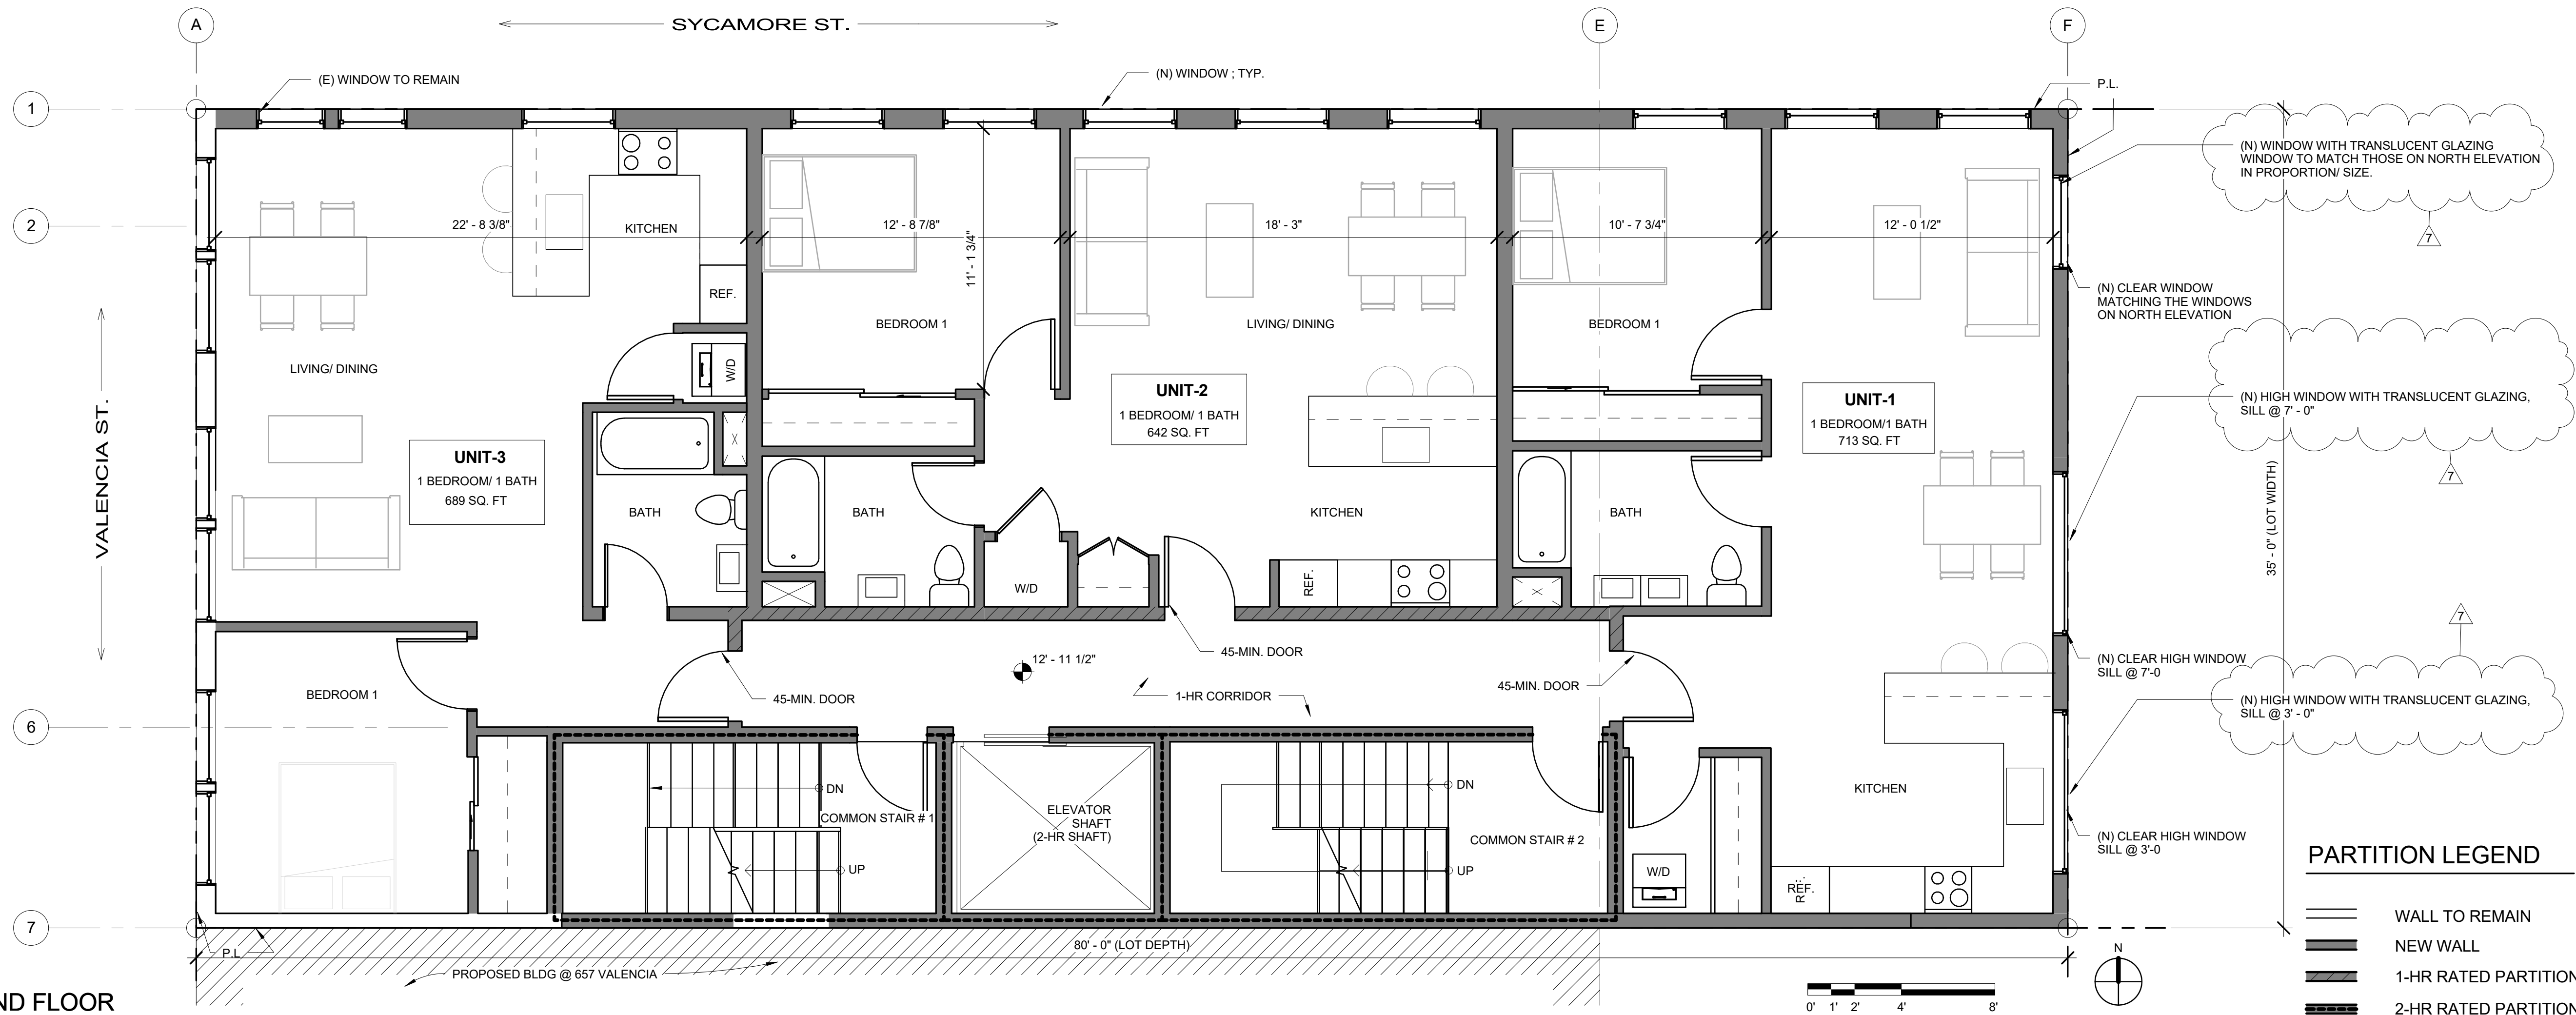 SYCAMORE ST.
A
E
F
(E) WINDOW TO REMAIN
(N) WINDOW ; TYP.
P.L.
1
2
6
7
VALENCIA ST.
(N) WINDOW WITH TRANSLUCENT GLAZING
WINDOW TO MATCH THOSE ON NORTH ELEVATION
IN PROPORTION/ SIZE.
7
22' - 8 3/8"
12' - 8 7/8"
11' - 1 3/4"
18' - 3"
10' - 7 3/4"
12' - 0 1/2"
KITCHEN
REF.
W/D
LIVING/ DINING
UNIT-3
1 BEDROOM/ 1 BATH
689 SQ. FT
BATH
BEDROOM 1
BEDROOM 1
BATH
W/D
LIVING/ DINING
UNIT-2
1 BEDROOM/ 1 BATH
642 SQ. FT
KITCHEN
REF.
BEDROOM 1
BATH
UNIT-1
1 BEDROOM/1 BATH
713 SQ. FT
KITCHEN
REF.
REF.
W/D
(N) CLEAR WINDOW
MATCHING THE WINDOWS
ON NORTH ELEVATION
(N) HIGH WINDOW WITH TRANSLUCENT GLAZING,
SILL @ 7' - 0"
7
35' - 0" (LOT WIDTH)
7
(N) CLEAR HIGH WINDOW
SILL @ 7'-0
(N) HIGH WINDOW WITH TRANSLUCENT GLAZING,
SILL @ 3' - 0"
(N) CLEAR HIGH WINDOW
SILL @ 3'-0
45-MIN. DOOR
12' - 11 1/2"
45-MIN. DOOR
1-HR CORRIDOR
45-MIN. DOOR
DN
COMMON STAIR # 1
UP
ELEVATOR
SHAFT
(2-HR SHAFT)
DN
COMMON STAIR # 2
UP
P.L
80' - 0" (LOT DEPTH)
PROPOSED BLDG @ 657 VALENCIA
N
0' 1' 2' 4' 8'
ND FLOOR
PARTITION LEGEND
WALL TO REMAIN
NEW WALL
1-HR RATED PARTITION
2-HR RATED PARTITION